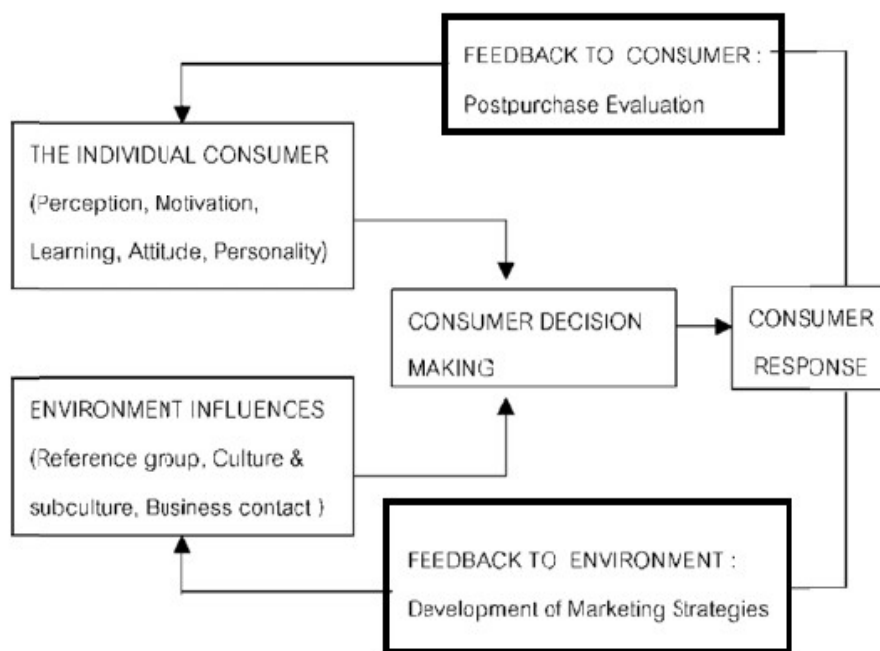 FEEDBACK TO CONSUMER :
Postpurchase Evaluation
THE INDIVIDUAL CONSUMER
(Perception, Motivation,
Learning, Attitude, Personality)
CONSUMER DECISION
MAKING
CONSUMER
RESPONSE
ENVIRONMENT INFLUENCES
(Reference group, Culture &
subculture, Business contact )
FEEDBACK TO ENVIRONMENT :
Development of Marketing Strategies